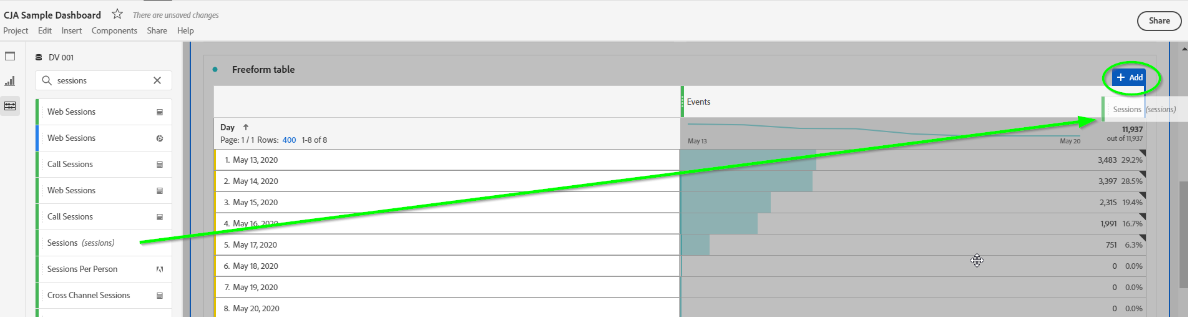 CJA Sample Dashboard There are unsaved changes
Project Edit Insert Components Share Help
Share
DV 001
sessions
Web Sessions
Web Sessions
Call Sessions
Web Sessions
Call Sessions
Sessions (sessions)
Sessions Per Person
Cross Channel Sessions
Freeform table
+ Add
Events
Sessions (sessions)
Day ↑
Page: 1 / 1 Rows: 400 1-8 of 8
May 13 May 20
11,937
out of 11,937
1. May 13, 2020 3,483 29.2%
2. May 14, 2020 3,397 28.5%
3. May 15, 2020 2,315 19.4%
4. May 16, 2020 1,991 16.7%
5. May 17, 2020 751 6.3%
6. May 18, 2020 0 0.0%
7. May 19, 2020 0 0.0%
8. May 20, 2020 0 0.0%